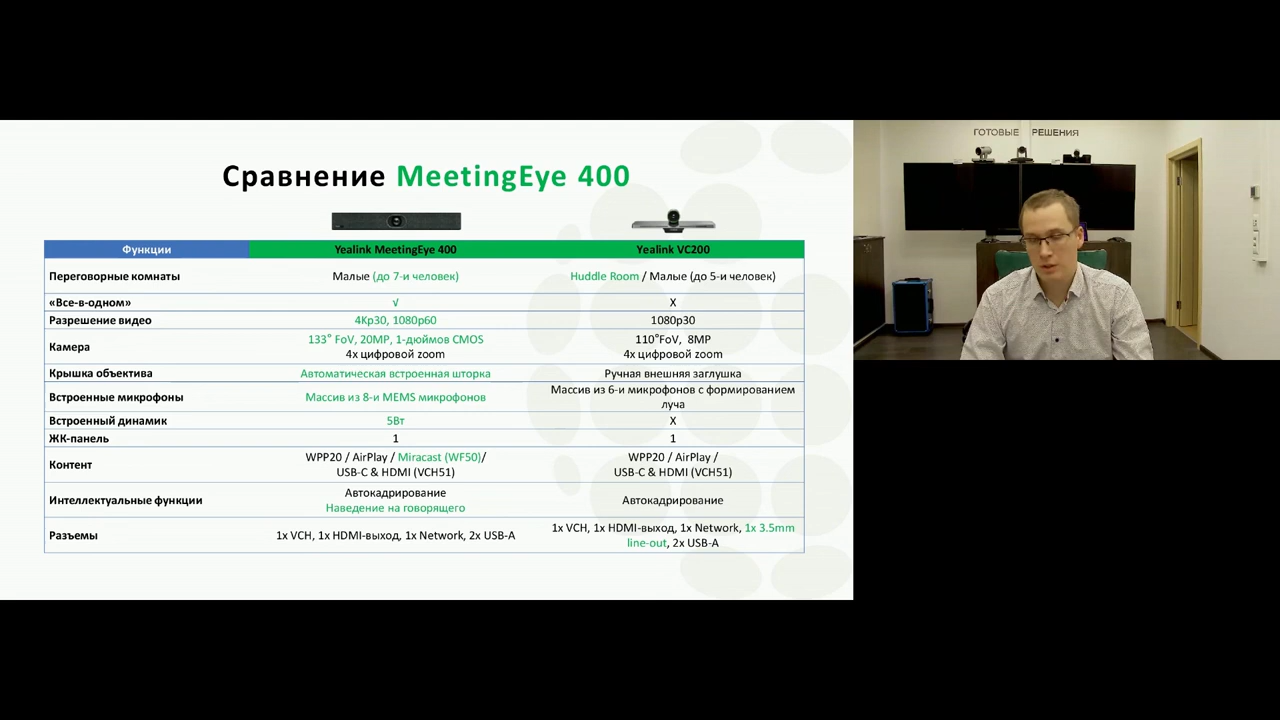 Сравнение MeetingEye 400
Функции Yealink MeetingEye 400 Yealink VC200
Переговорные комнаты Малые (до 7-и человек) Huddle Room / Малые (до 5-и человек)
«Все-в-одном» √ X
Разрешение видео 4Kp30, 1080p60 1080p30
Камера 133° FoV, 20MP, 1-дюймов CMOS 110°FoV, 8MP
4x цифровой zoom 4x цифровой zoom
Крышка объектива Автоматическая встроенная шторка Ручная внешняя заглушка
Встроенные микрофоны Массив из 8-и MEMS микрофонов Массив из 6-и микрофонов с формированием
луча
Встроенный динамик 5Вт X
ЖК-панель 1 1
Контент WPP20 / AirPlay / Miracast (WF50)/ WPP20 / AirPlay /
USB-C & HDMI (VCH51) USB-C & HDMI (VCH51)
Интеллектуальные функции Автокадрирование Автокадрирование
Наведение на говорящего
Разъемы 1x VCH, 1x HDMI-выход, 1x Network, 2x USB-A 1x VCH, 1x HDMI-выход, 1x Network, 1x 3.5mm
line-out, 2x USB-A
ГОТОВЫЕ РЕШЕНИЯ